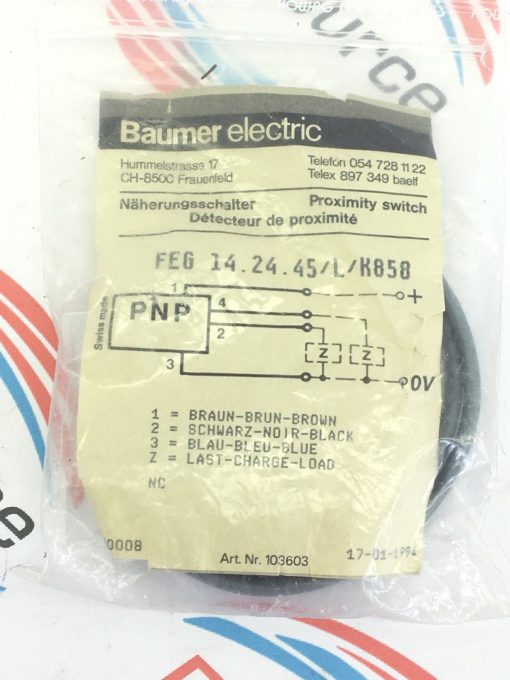 Baumer electric
Hummelstrasse 17
CH-8500 Frauenfeld
Telefon 054 728 11 22
Telex 897 349 baelf
Näherungsschalter
Proximity switch
Détecteur de proximité
FEG 14.24.45/L/K858
Swiss made
PNP
1
4
2
3
Z
Z
+
0V
1 = BRAUN-BRUN-BROWN
2 = SCHWARZ-NOIR-BLACK
3 = BLAU-BLEU-BLUE
Z = LAST-CHARGE-LOAD
NC
0008
Art. Nr. 103603
17-01-1994
ource